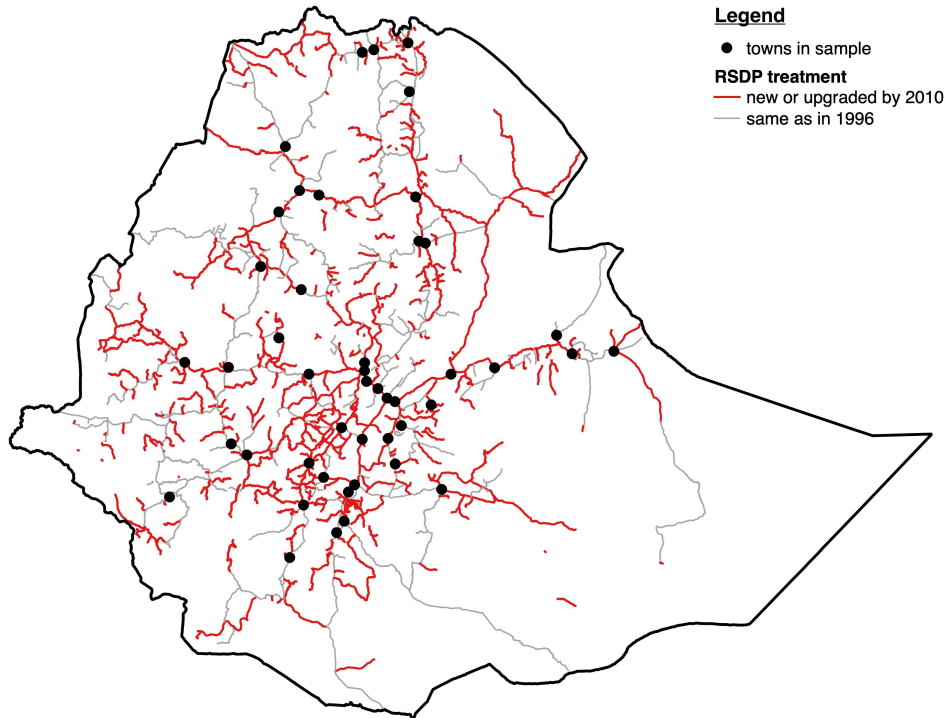 Legend
towns in sample
RSDP treatment
new or upgraded by 2010
same as in 1996